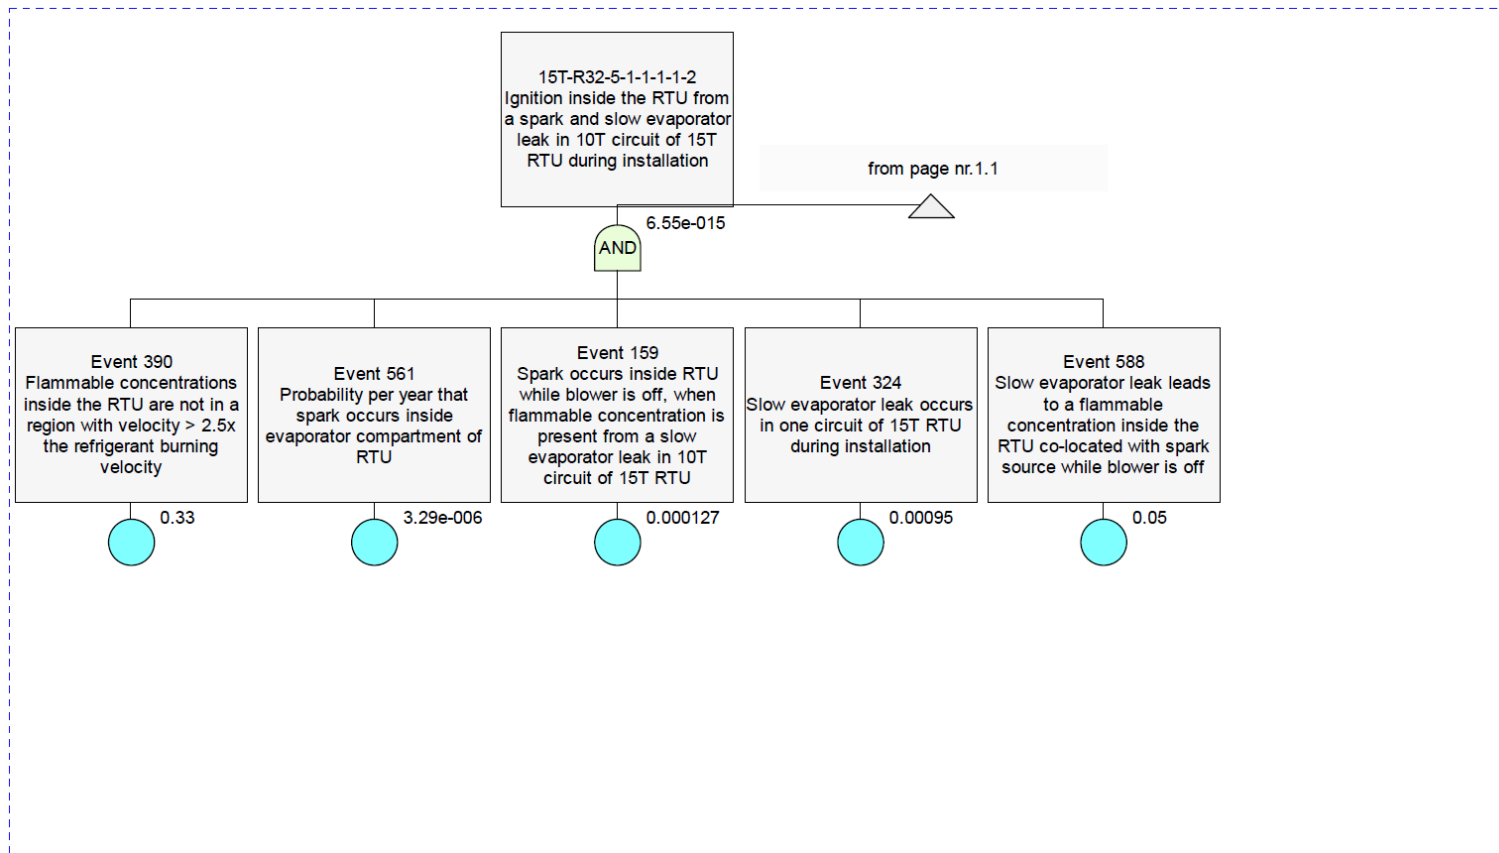 15T-R32-5-1-1-1-1-2
Ignition inside the RTU from
a spark and slow evaporator
leak in 10T circuit of 15T
RTU during installation
from page nr.1.1
6.55e-015
AND
Event 390
Flammable concentrations
inside the RTU are not in a
region with velocity > 2.5x
the refrigerant burning
velocity
0.33
Event 561
Probability per year that
spark occurs inside
evaporator compartment of
RTU
3.29e-006
Event 159
Spark occurs inside RTU
while blower is off, when
flammable concentration is
present from a slow
evaporator leak in 10T
circuit of 15T RTU
0.000127
Event 324
Slow evaporator leak occurs
in one circuit of 15T RTU
during installation
0.00095
Event 588
Slow evaporator leak leads
to a flammable
concentration inside the
RTU co-located with spark
source while blower is off
0.05